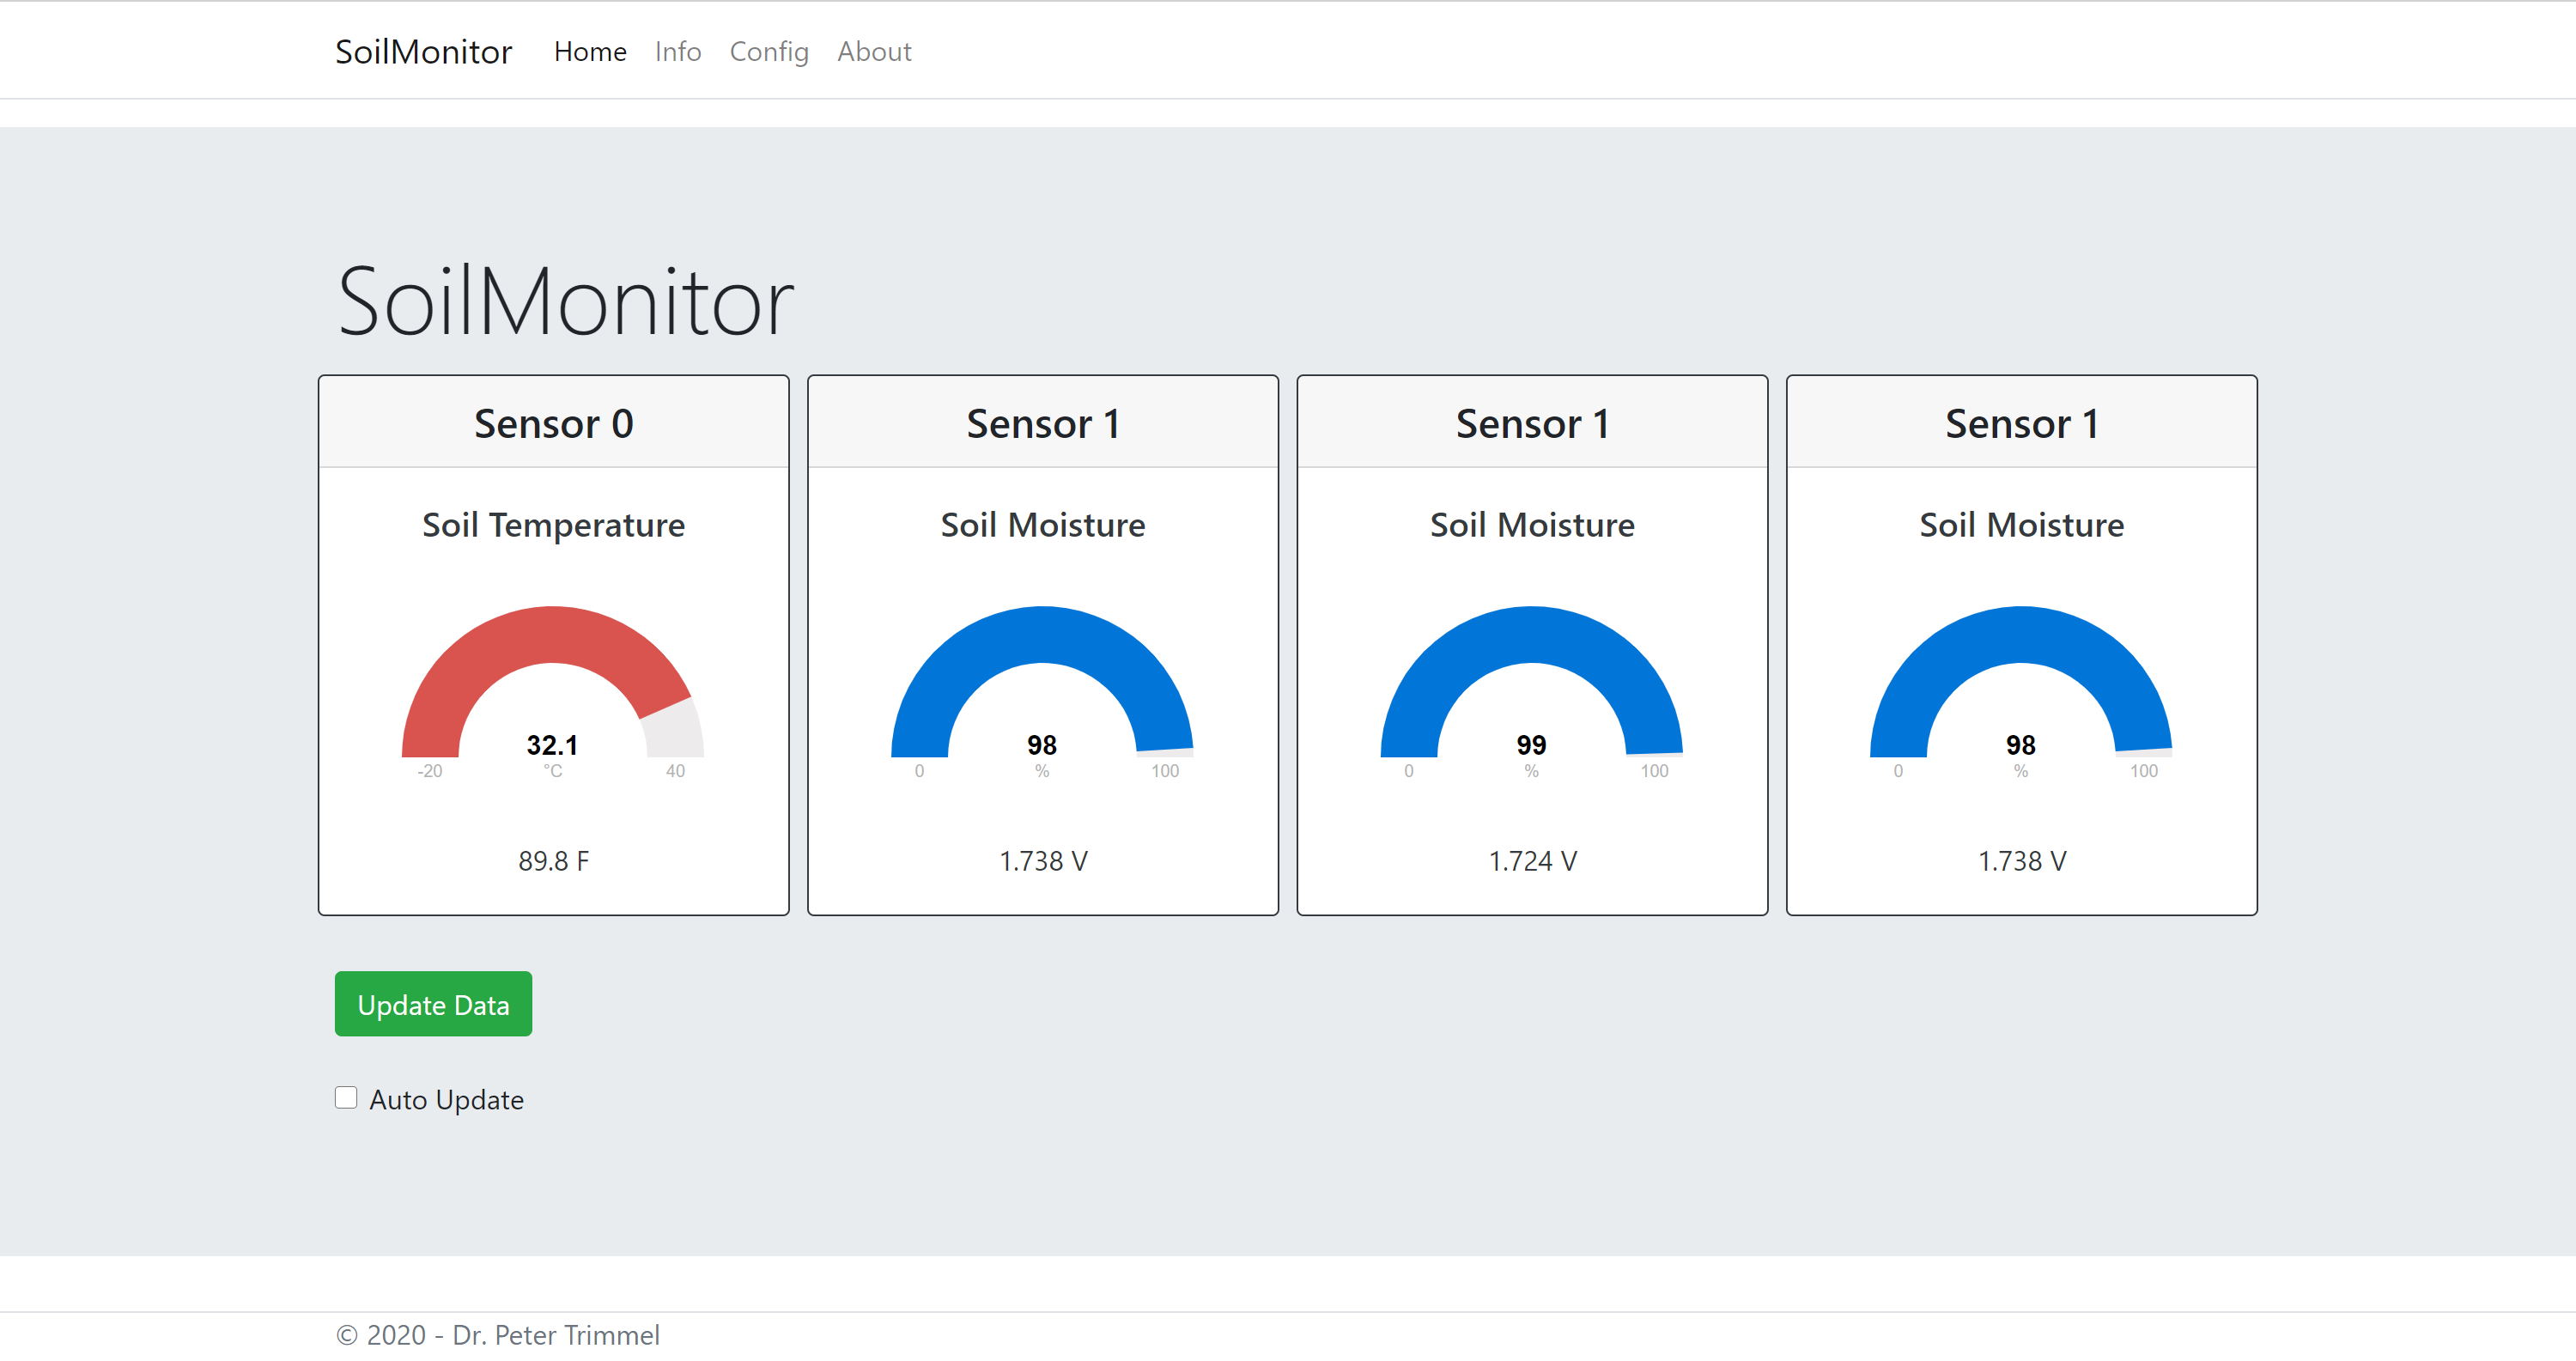 SoilMonitor Home Info Config About
SoilMonitor
Sensor 0
Soil Temperature
32.1
-20 °C 40
89.8 F
Sensor 1
Soil Moisture
98
0 % 100
1.738 V
Sensor 1
Soil Moisture
99
0 % 100
1.724 V
Sensor 1
Soil Moisture
98
0 % 100
1.738 V
Update Data
Auto Update
© 2020 - Dr. Peter Trimmel